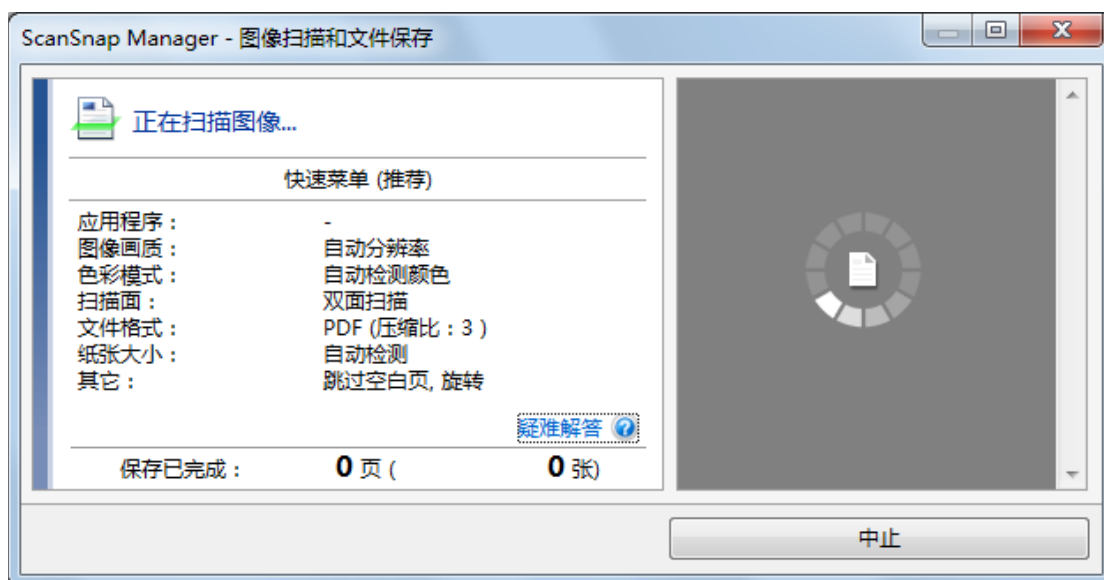 ScanSnap Manager - 图像扫描和文件保存
正在扫描图像...
快速菜单 (推荐)
应用程序： -
图像画质： 自动分辨率
色彩模式： 自动检测颜色
扫描面： 双面扫描
文件格式： PDF (压缩比：3 )
纸张大小： 自动检测
其它： 跳过空白页, 旋转
疑难解答 ?
保存已完成： 0 页 ( 0 张)
中止